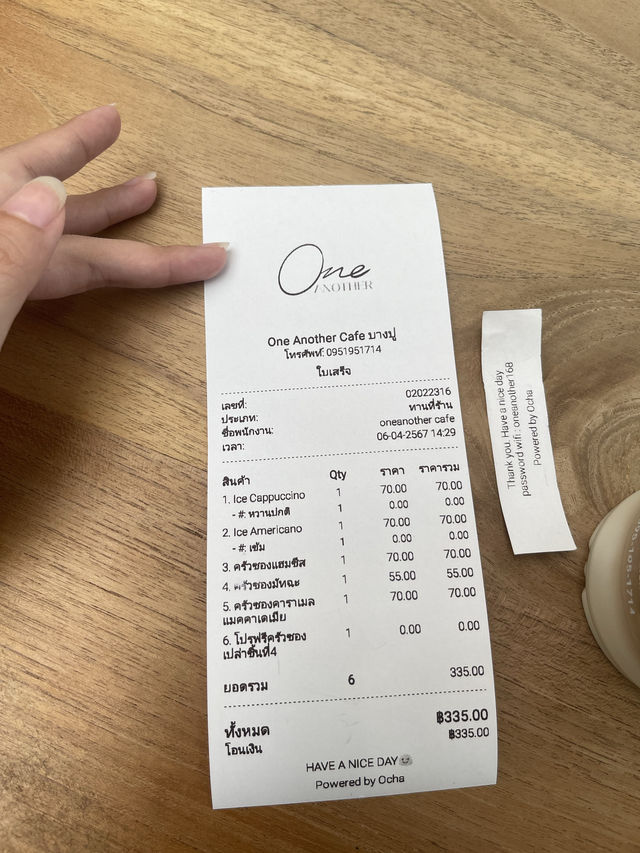 One
ANOTHER
One Another Cafe บางปู
โทรศัพท์: 0951951714
ใบเสร็จ
เลขที่: 02022316
ประเภท: ทานที่ร้าน
ชื่อพนักงาน: oneanother cafe
เวลา: 06-04-2567 14:29
สินค้า Qty ราคา ราคารวม
1. Ice Cappuccino 1 70.00 70.00
- #: หวานปกติ 1 0.00 0.00
2. Ice Americano 1 70.00 70.00
- #: เข้ม 1 0.00 0.00
3. ครัวซองแฮมชีส 1 70.00 70.00
4. ครัวซองมัทฉะ 1 55.00 55.00
5. ครัวซองคาราเมล 1 70.00 70.00
แมคคาเดเมีย
6. โปรฟรีครัวซอง 1 0.00 0.00
เปล่าชิ้นที่4
ยอดรวม 6 335.00
ทั้งหมด ฿335.00
โอนเงิน ฿335.00
HAVE A NICE DAY
Powered by Ocha
Thank you. Have a nice day
password wifi : oneanother168
Powered by Ocha